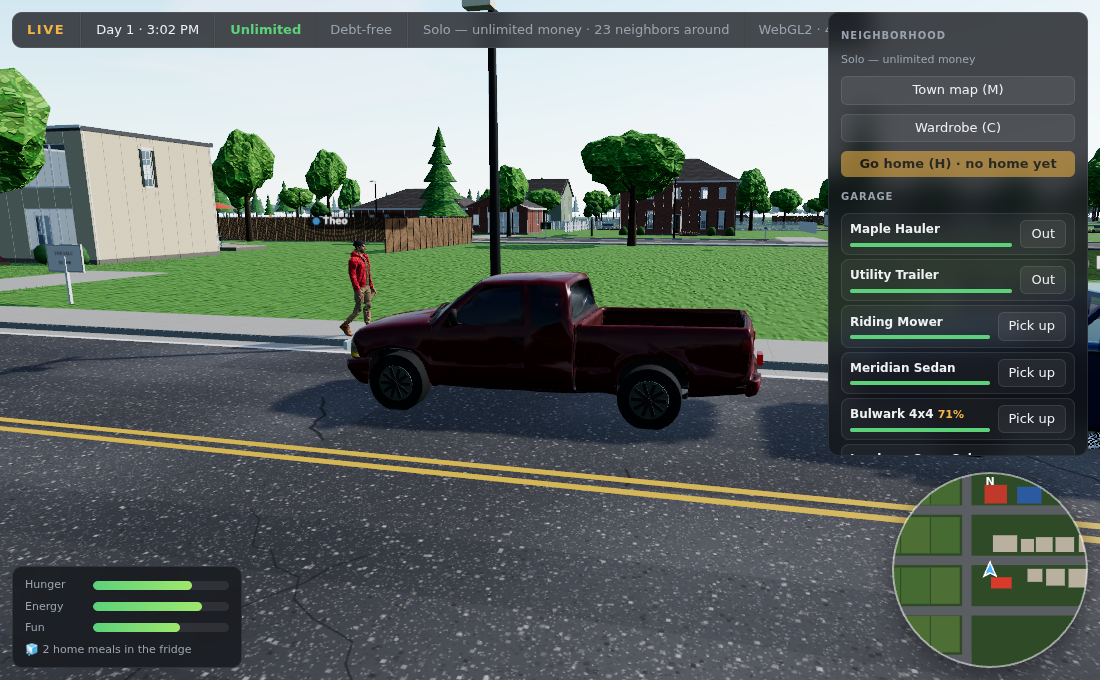 LIVE
Day 1 · 3:02 PM
Unlimited
Debt-free
Solo — unlimited money · 23 neighbors around
WebGL2 ·
NEIGHBORHOOD
Solo — unlimited money
Town map (M)
Wardrobe (C)
Go home (H) · no home yet
GARAGE
Maple Hauler
Out
Utility Trailer
Out
Riding Mower
Pick up
Meridian Sedan
Pick up
Bulwark 4x4 71%
Pick up
Theo
N
Hunger
Energy
Fun
2 home meals in the fridge